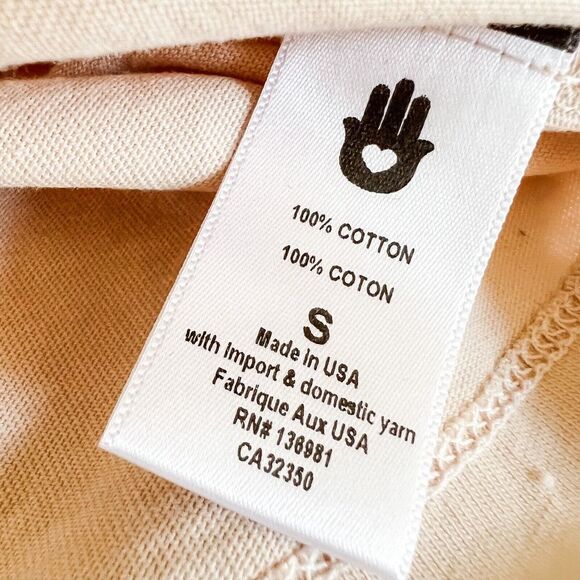 100% COTTON
100% COTON
S
Made in USA
with import & domestic yarn
Fabrique Aux USA
RN# 136981
CA32350